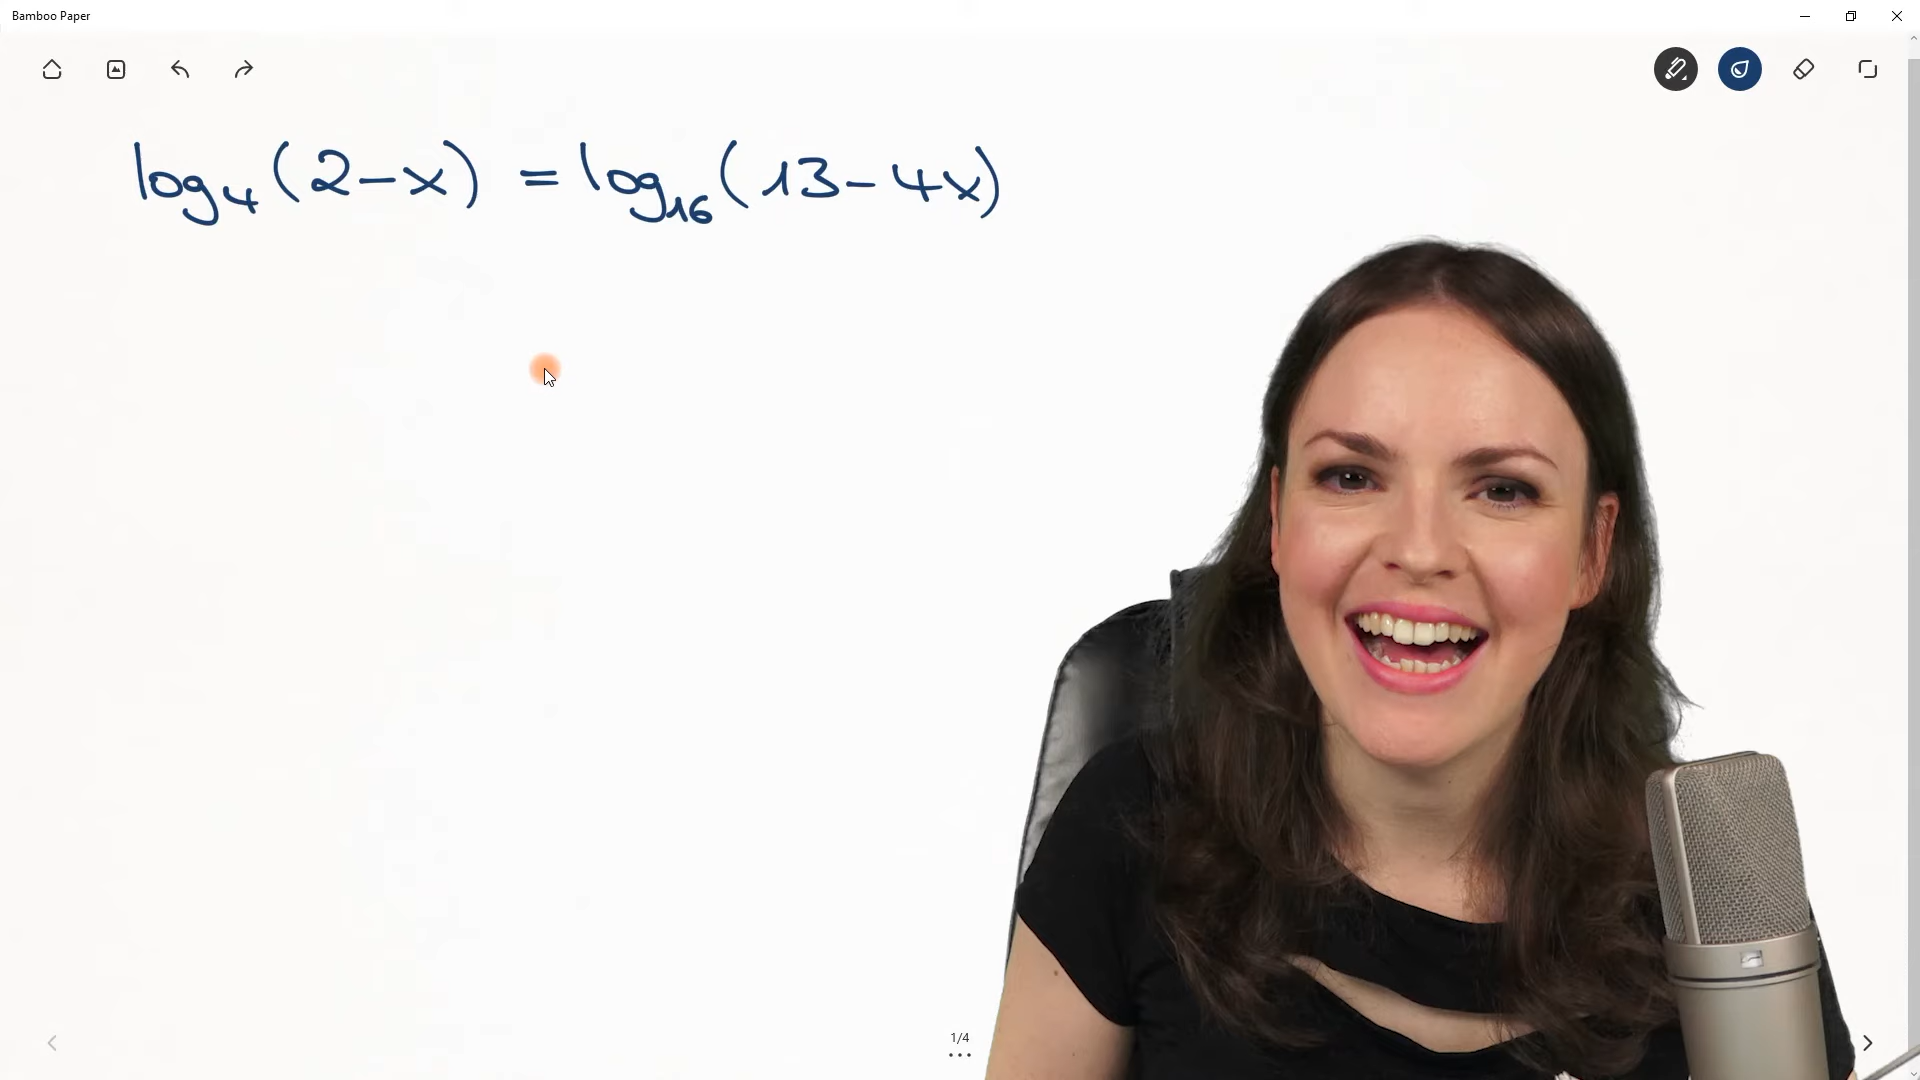 Bamboo Paper
log₄(2-x) = log₁₆(13-4x)
1/4